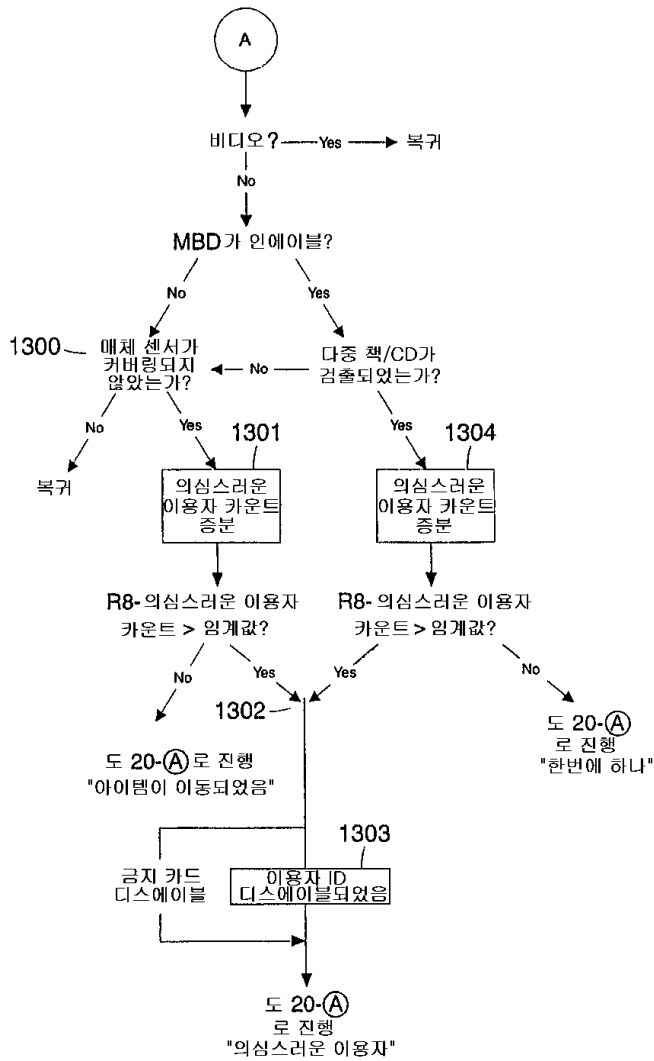 A
비디오?
Yes
복귀
No
MBD가 인에이블?
No
Yes
1300
매체 센서가
커버링되지
않았는가?
No
다중 책/CD가
검출되었는가?
No
Yes
Yes
복귀
1301
1304
의심스러운
이용자 카운트
증분
의심스러운
이용자 카운트
증분
R8-의심스러운 이용자
카운트 > 임계값?
R8-의심스러운 이용자
카운트 > 임계값?
No
Yes
Yes
No
1302
도 20-A로 진행
"아이템이 이동되었음"
도 20-A
로 진행
"한번에 하나"
1303
금지 카드
디스에이블
이용자 ID
디스에이블되었음
도 20-A
로 진행
"의심스러운 이용자"